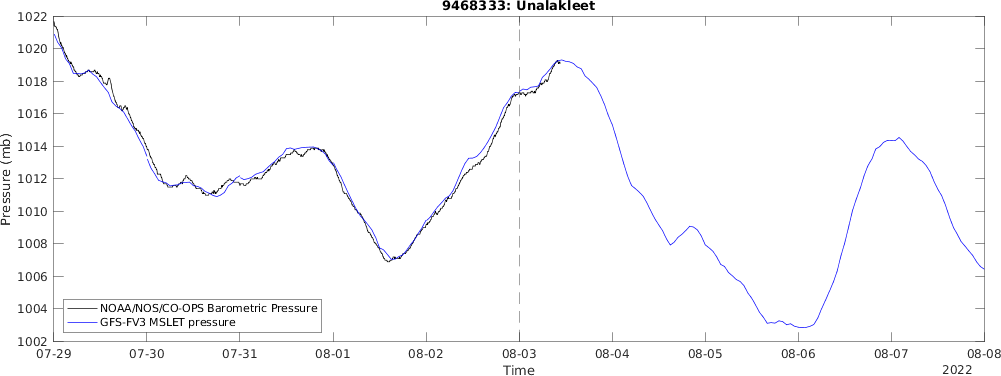 9468333: Unalakleet
1022
1020
1018
1016
1014
1012
1010
1008
1006
1004
1002
Pressure (mb)
NOAA/NOS/CO-OPS Barometric Pressure
GFS-FV3 MSLET pressure
07-29 07-30 07-31 08-01 08-02 08-03 08-04 08-05 08-06 08-07 08-08
Time
2022